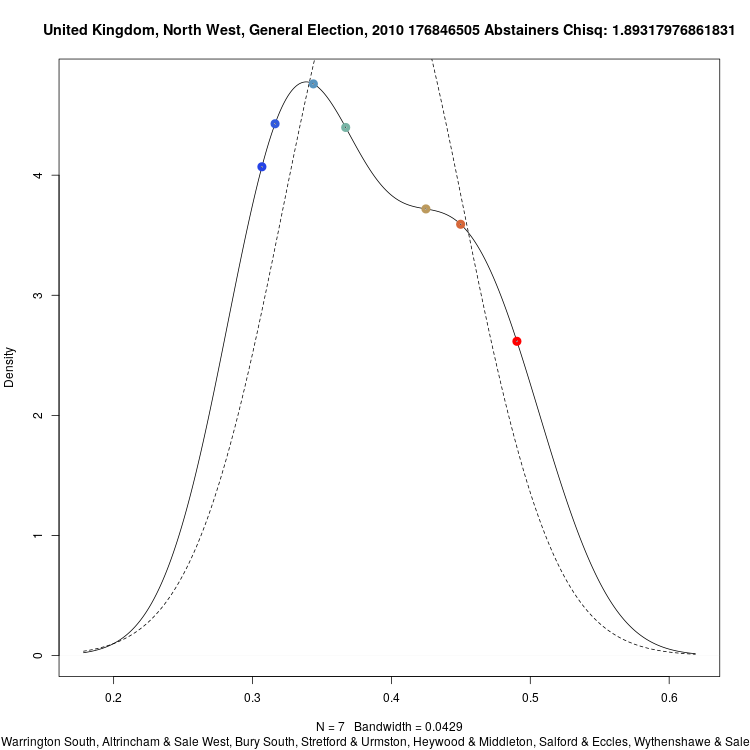 United Kingdom, North West, General Election, 2010 176846505 Abstainers Chisq: 1.89317976861831
Density
4
3
2
1
0
0.2 0.3 0.4 0.5 0.6
N = 7 Bandwidth = 0.0429
Warrington South, Altrincham & Sale West, Bury South, Stretford & Urmston, Heywood & Middleton, Salford & Eccles, Wythenshawe & Sale